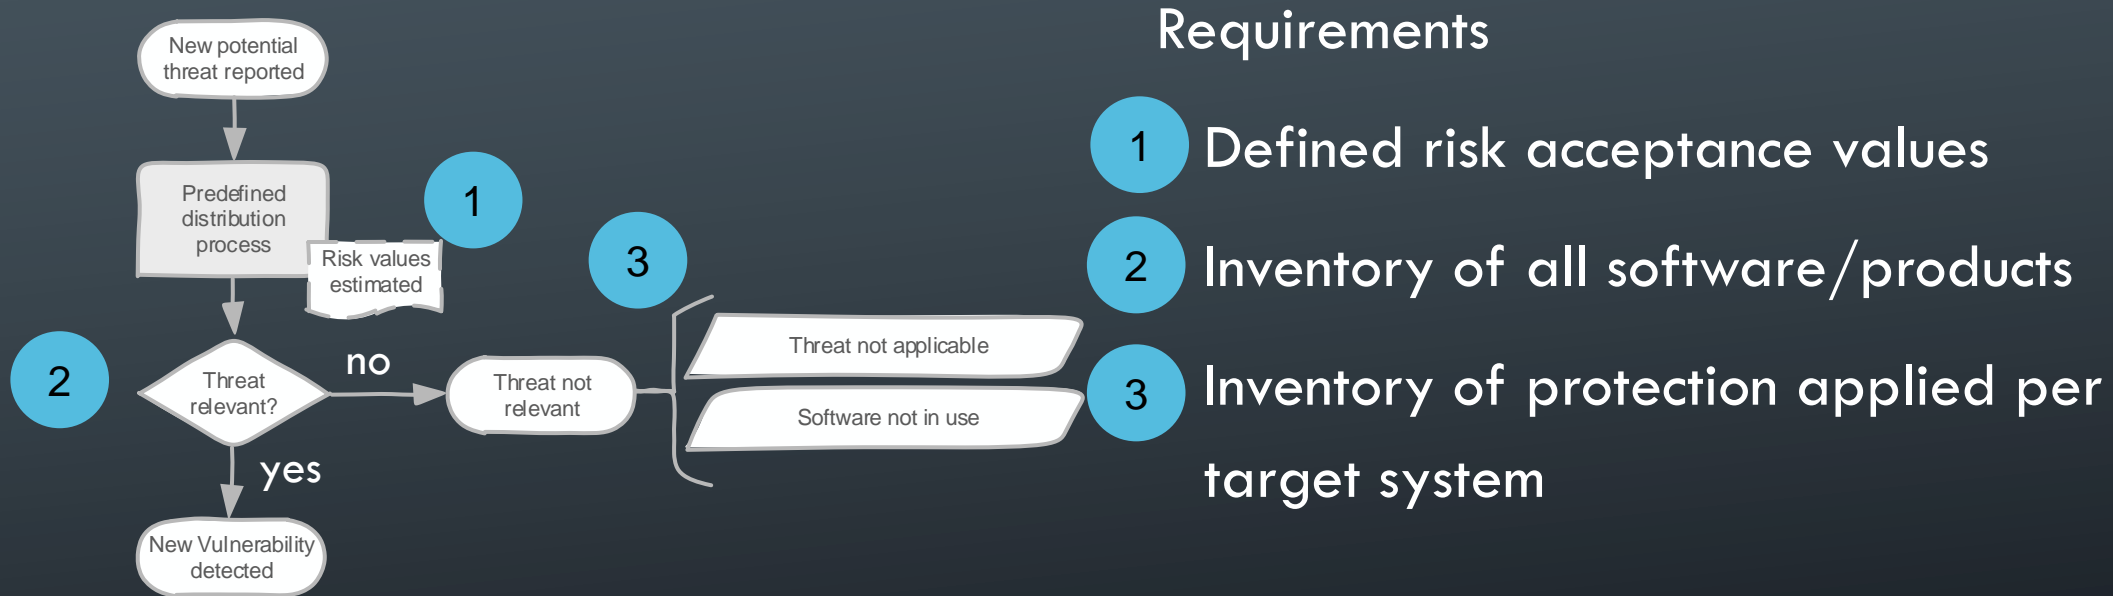 New potential
threat reported
Predefined
distribution
process
1
Risk values
estimated
2
Threat
relevant?
no
yes
Threat not
relevant
3
Threat not applicable
Software not in use
New Vulnerability
detected
Requirements
1 Defined risk acceptance values
2 Inventory of all software/products
3 Inventory of protection applied per
target system